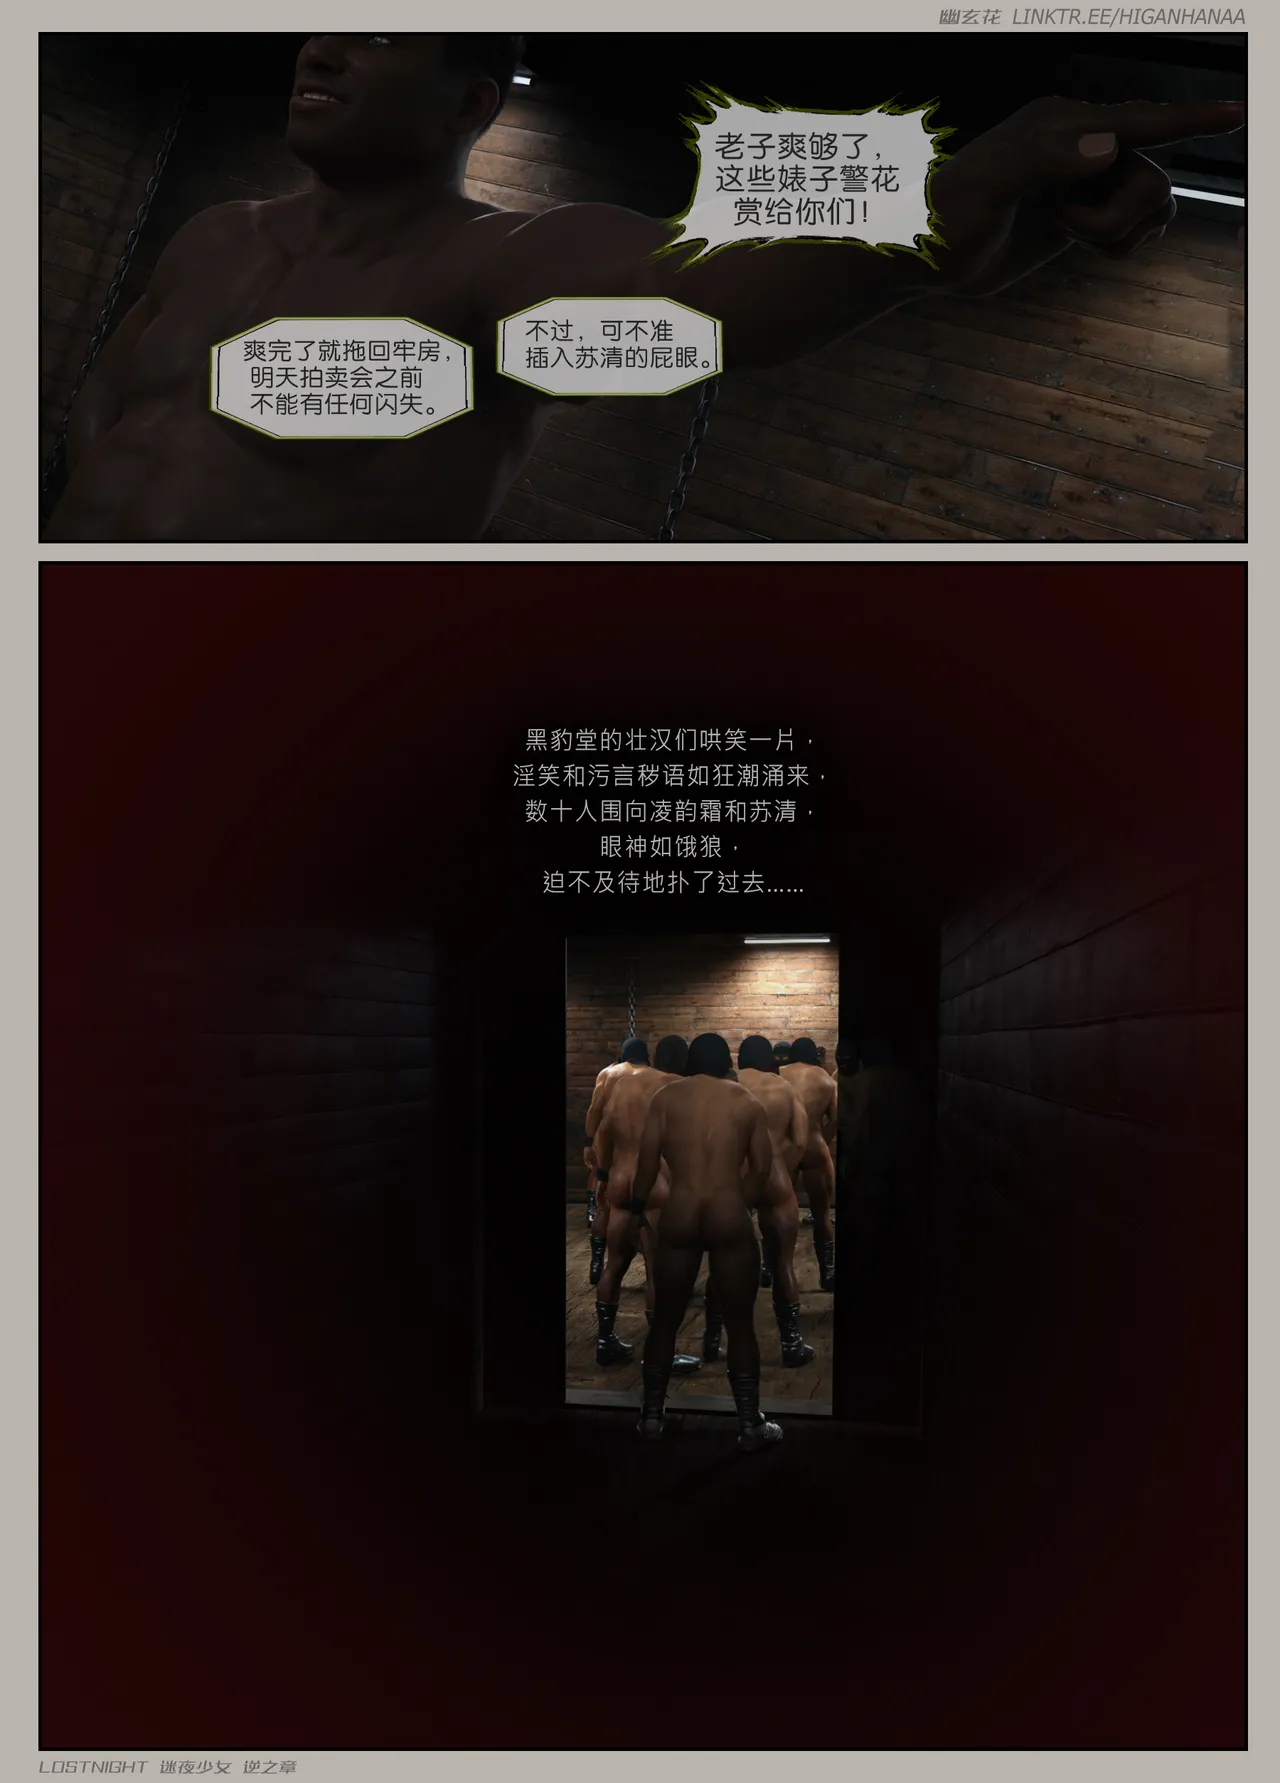 幽玄花 LINKTR.EE/HIGANHANAA
老子爽够了，
这些婊子警花
赏给你们！
不过，可不准
插入苏清的屁眼。
爽完了就拖回牢房，
明天拍卖会之前
不能有任何闪失。
黑豹堂的壮汉们哄笑一片，
淫笑和污言秽语如狂潮涌来，
数十人围向凌韵霜和苏清，
眼神如饿狼，
迫不及待地扑了过去……
LOSTNIGHT 迷夜少女 逆之章